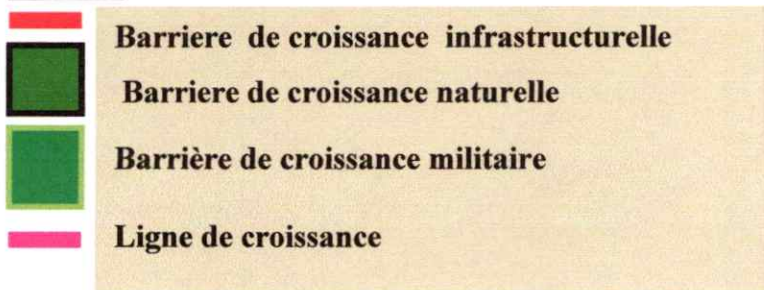 Barriere de croissance infrastructurelle
Barriere de croissance naturelle
Barrière de croissance militaire
Ligne de croissance